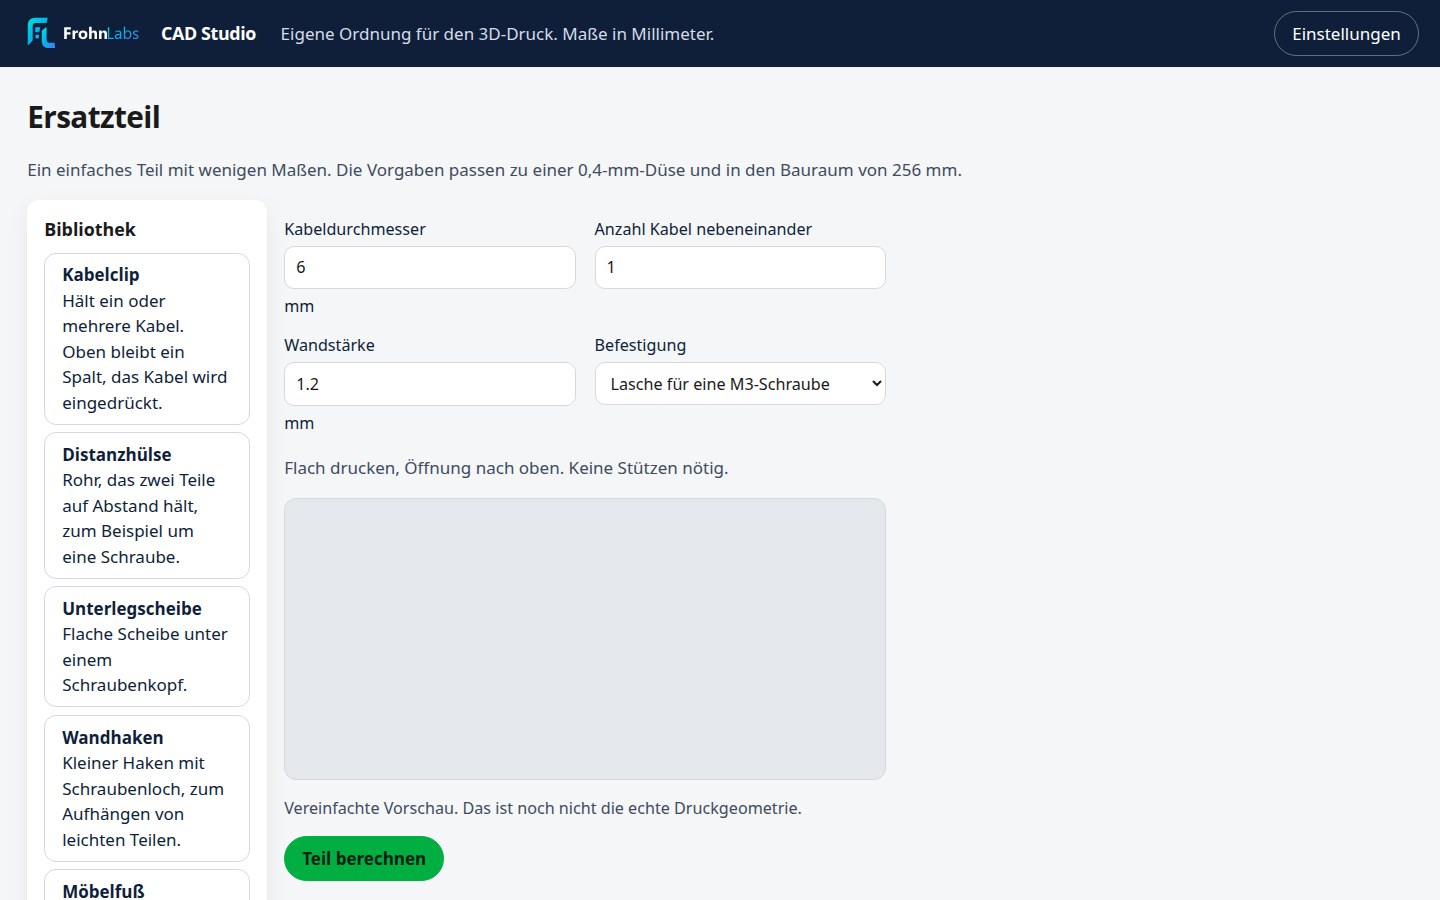 FrohnLabs CAD Studio Eigene Ordnung für den 3D-Druck. Maße in Millimeter. Einstellungen
Ersatzteil
Ein einfaches Teil mit wenigen Maßen. Die Vorgaben passen zu einer 0,4-mm-Düse und in den Bauraum von 256 mm.
Bibliothek
Kabelclip
Hält ein oder
mehrere Kabel.
Oben bleibt ein
Spalt, das Kabel wird
eingedrückt.
Distanzhülse
Rohr, das zwei Teile
auf Abstand hält,
zum Beispiel um
eine Schraube.
Unterlegscheibe
Flache Scheibe unter
einem
Schraubenkopf.
Wandhaken
Kleiner Haken mit
Schraubenloch, zum
Aufhängen von
leichten Teilen.
Möbelfuß
Kabeldurchmesser
6
mm
Anzahl Kabel nebeneinander
1
Wandstärke
1.2
mm
Befestigung
Lasche für eine M3-Schraube
Flach drucken, Öffnung nach oben. Keine Stützen nötig.
Vereinfachte Vorschau. Das ist noch nicht die echte Druckgeometrie.
Teil berechnen